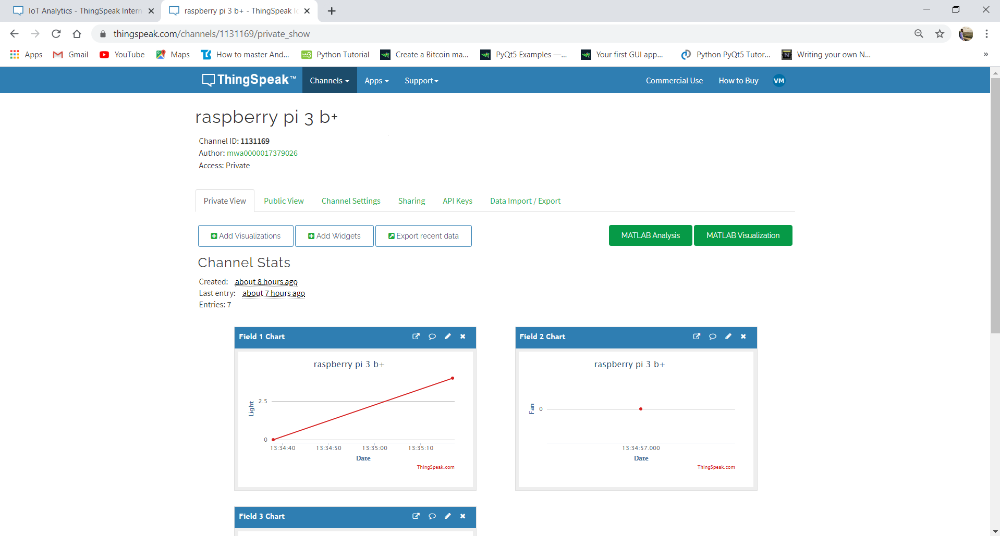 IoT Analytics - ThingSpeak Intern
raspberry pi 3 b+ - ThingSpeak Io
thingspeak.com/channels/1131169/private_show
Apps Gmail YouTube Maps How to master And... Python Tutorial Create a Bitcoin ma... PyQt5 Examples —... Your first GUI app... Python PyQt5 Tutor... Writing your own N... »
ThingSpeak™ Channels Apps Support Commercial Use How to Buy VM
raspberry pi 3 b+
Channel ID: 1131169
Author: mwa0000017379026
Access: Private
Private View Public View Channel Settings Sharing API Keys Data Import / Export
Add Visualizations Add Widgets Export recent data MATLAB Analysis MATLAB Visualization
Channel Stats
Created: about 8 hours ago
Last entry: about 7 hours ago
Entries: 7
Field 1 Chart
raspberry pi 3 b+
Light
2.5
0
13:34:40 13:34:50 13:35:00 13:35:10
Date
ThingSpeak.com
Field 2 Chart
raspberry pi 3 b+
Fan
0
13:34:57.000
Date
ThingSpeak.com
Field 3 Chart